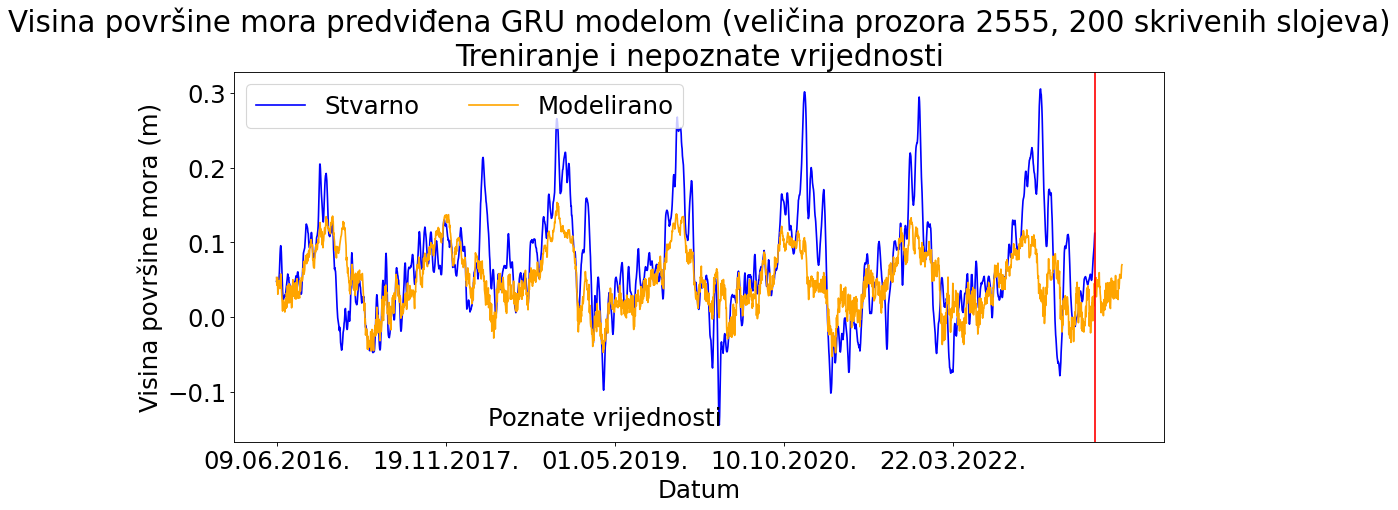 Visina površine mora predviđena GRU modelom (veličina prozora 2555, 200 skrivenih slojeva)
Treniranje i nepoznate vrijednosti
Stvarno
Modelirano
Visina površine mora (m)
0.3
0.2
0.1
0.0
−0.1
Poznate vrijednosti
09.06.2016.
19.11.2017.
01.05.2019.
10.10.2020.
22.03.2022.
Datum